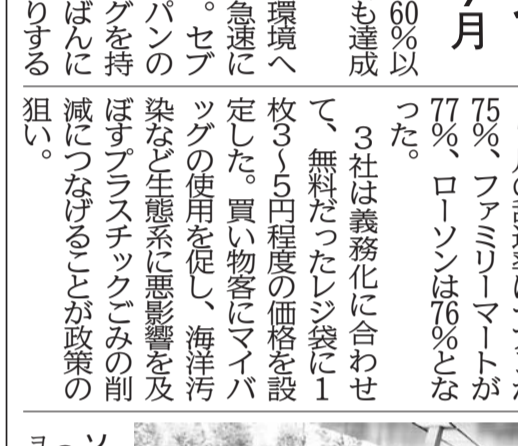 月
60％以
も達成
環境へ
急速に
。セブ
パンの
グを持
ばんに
りする
75％、ファミリーマートが
77％、ローソンは76％とな
った。
３社は義務化に合わせ
て、無料だったレジ袋に１
枚３～５円程度の価格を設
定した。買い物客にマイバ
ッグの使用を促し、海洋汚
染など生態系に悪影響を及
ぼすプラスチックごみの削
減につなげることが政策の
狙い。
ソ
ョ